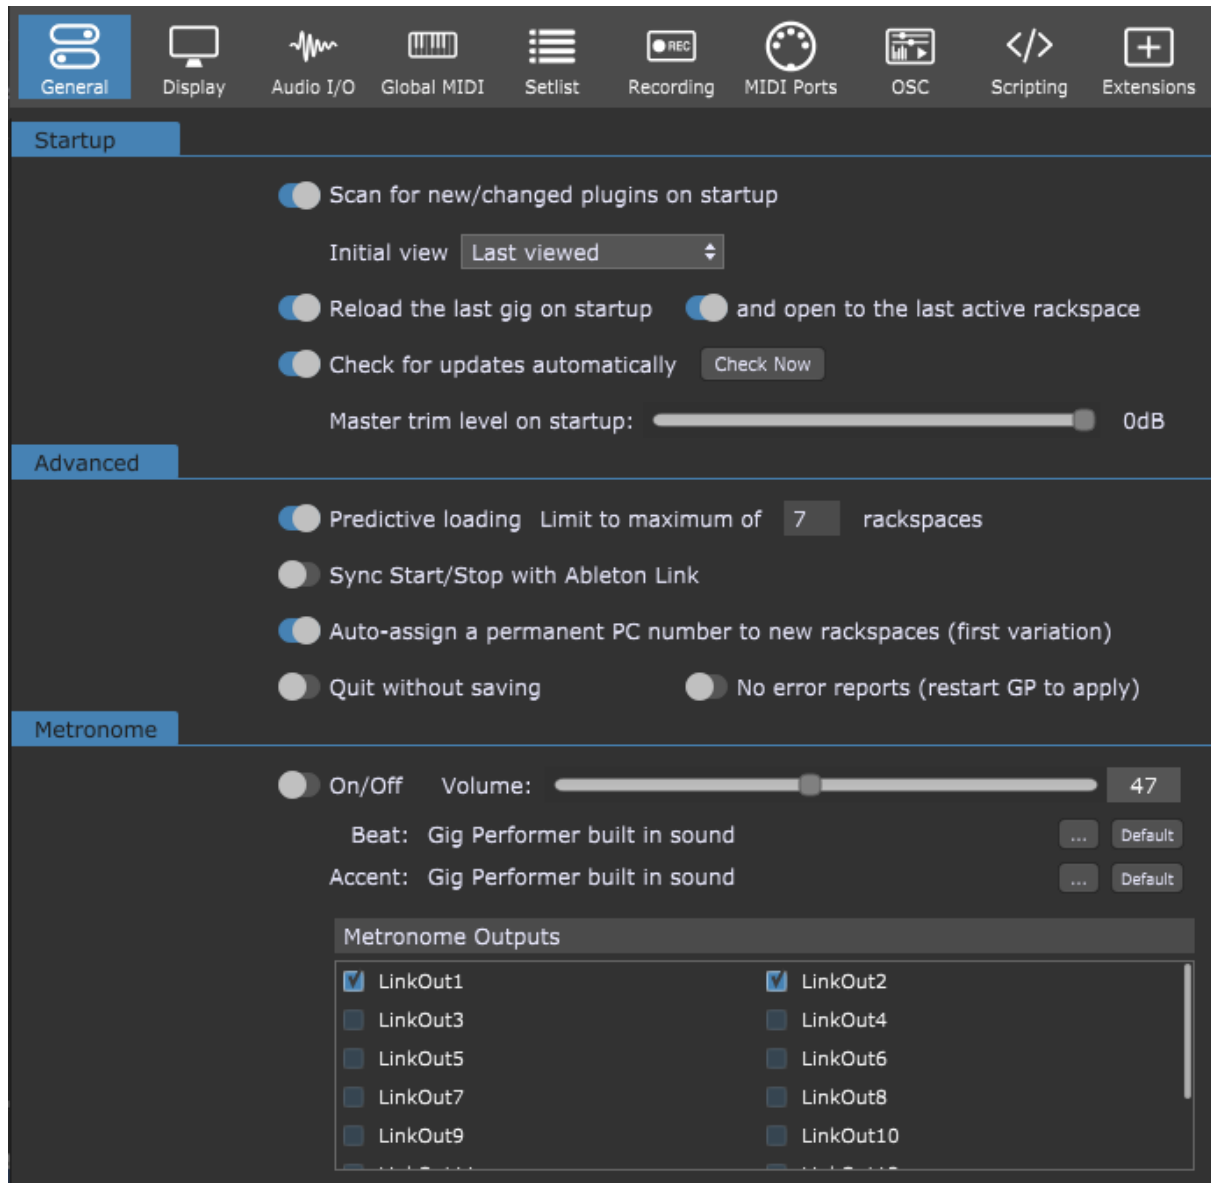 General Display Audio I/O Global MIDI Setlist REC Recording MIDI Ports OSC </> Scripting Extensions
Startup
Scan for new/changed plugins on startup
Initial view Last viewed
Reload the last gig on startup and open to the last active rackspace
Check for updates automatically Check Now
Master trim level on startup: 0dB
Advanced
Predictive loading Limit to maximum of 7 rackspaces
Sync Start/Stop with Ableton Link
Auto-assign a permanent PC number to new rackspaces (first variation)
Quit without saving No error reports (restart GP to apply)
Metronome
On/Off Volume: 47
Beat: Gig Performer built in sound ... Default
Accent: Gig Performer built in sound ... Default
Metronome Outputs
LinkOut1 LinkOut2
LinkOut3 LinkOut4
LinkOut5 LinkOut6
LinkOut7 LinkOut8
LinkOut9 LinkOut10